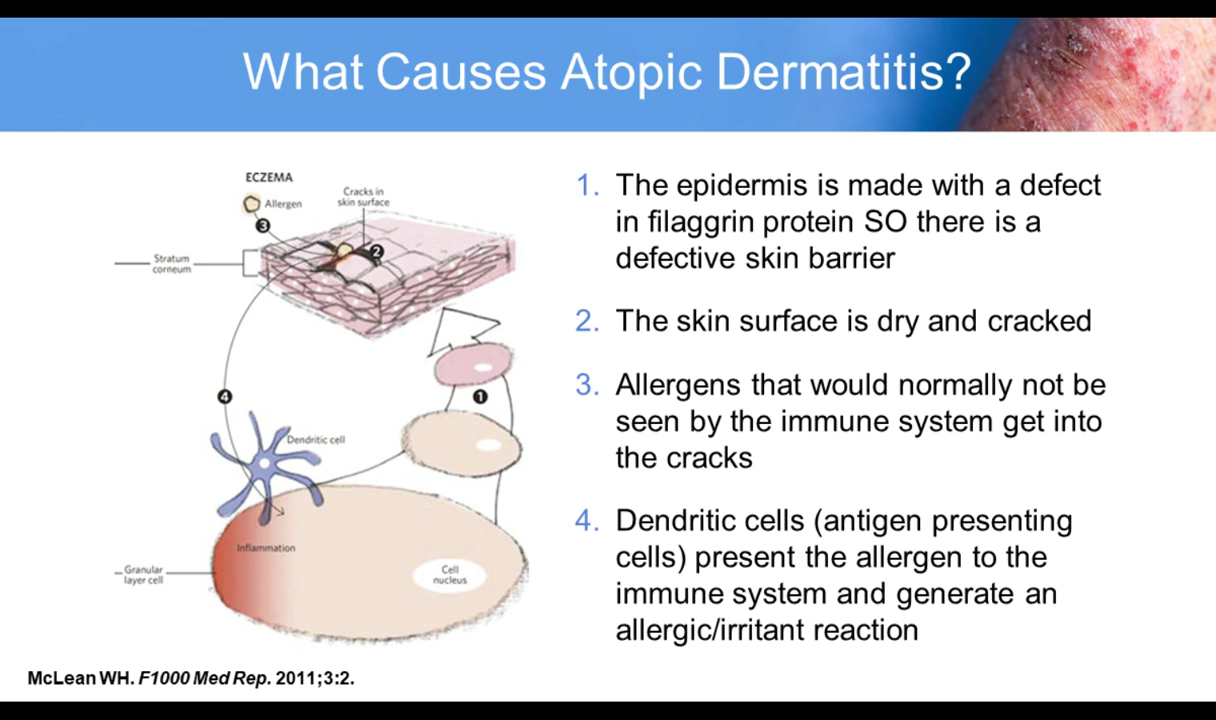 What Causes Atopic Dermatitis?
ECZEMA
Allergen
Cracks in
skin surface
3
2
Stratum
corneum
1
4
Dendritic cell
Inflammation
Granular
layer cell
Cell
nucleus
1. The epidermis is made with a defect
in filaggrin protein SO there is a
defective skin barrier
2. The skin surface is dry and cracked
3. Allergens that would normally not be
seen by the immune system get into
the cracks
4. Dendritic cells (antigen presenting
cells) present the allergen to the
immune system and generate an
allergic/irritant reaction
McLean WH. F1000 Med Rep. 2011;3:2.